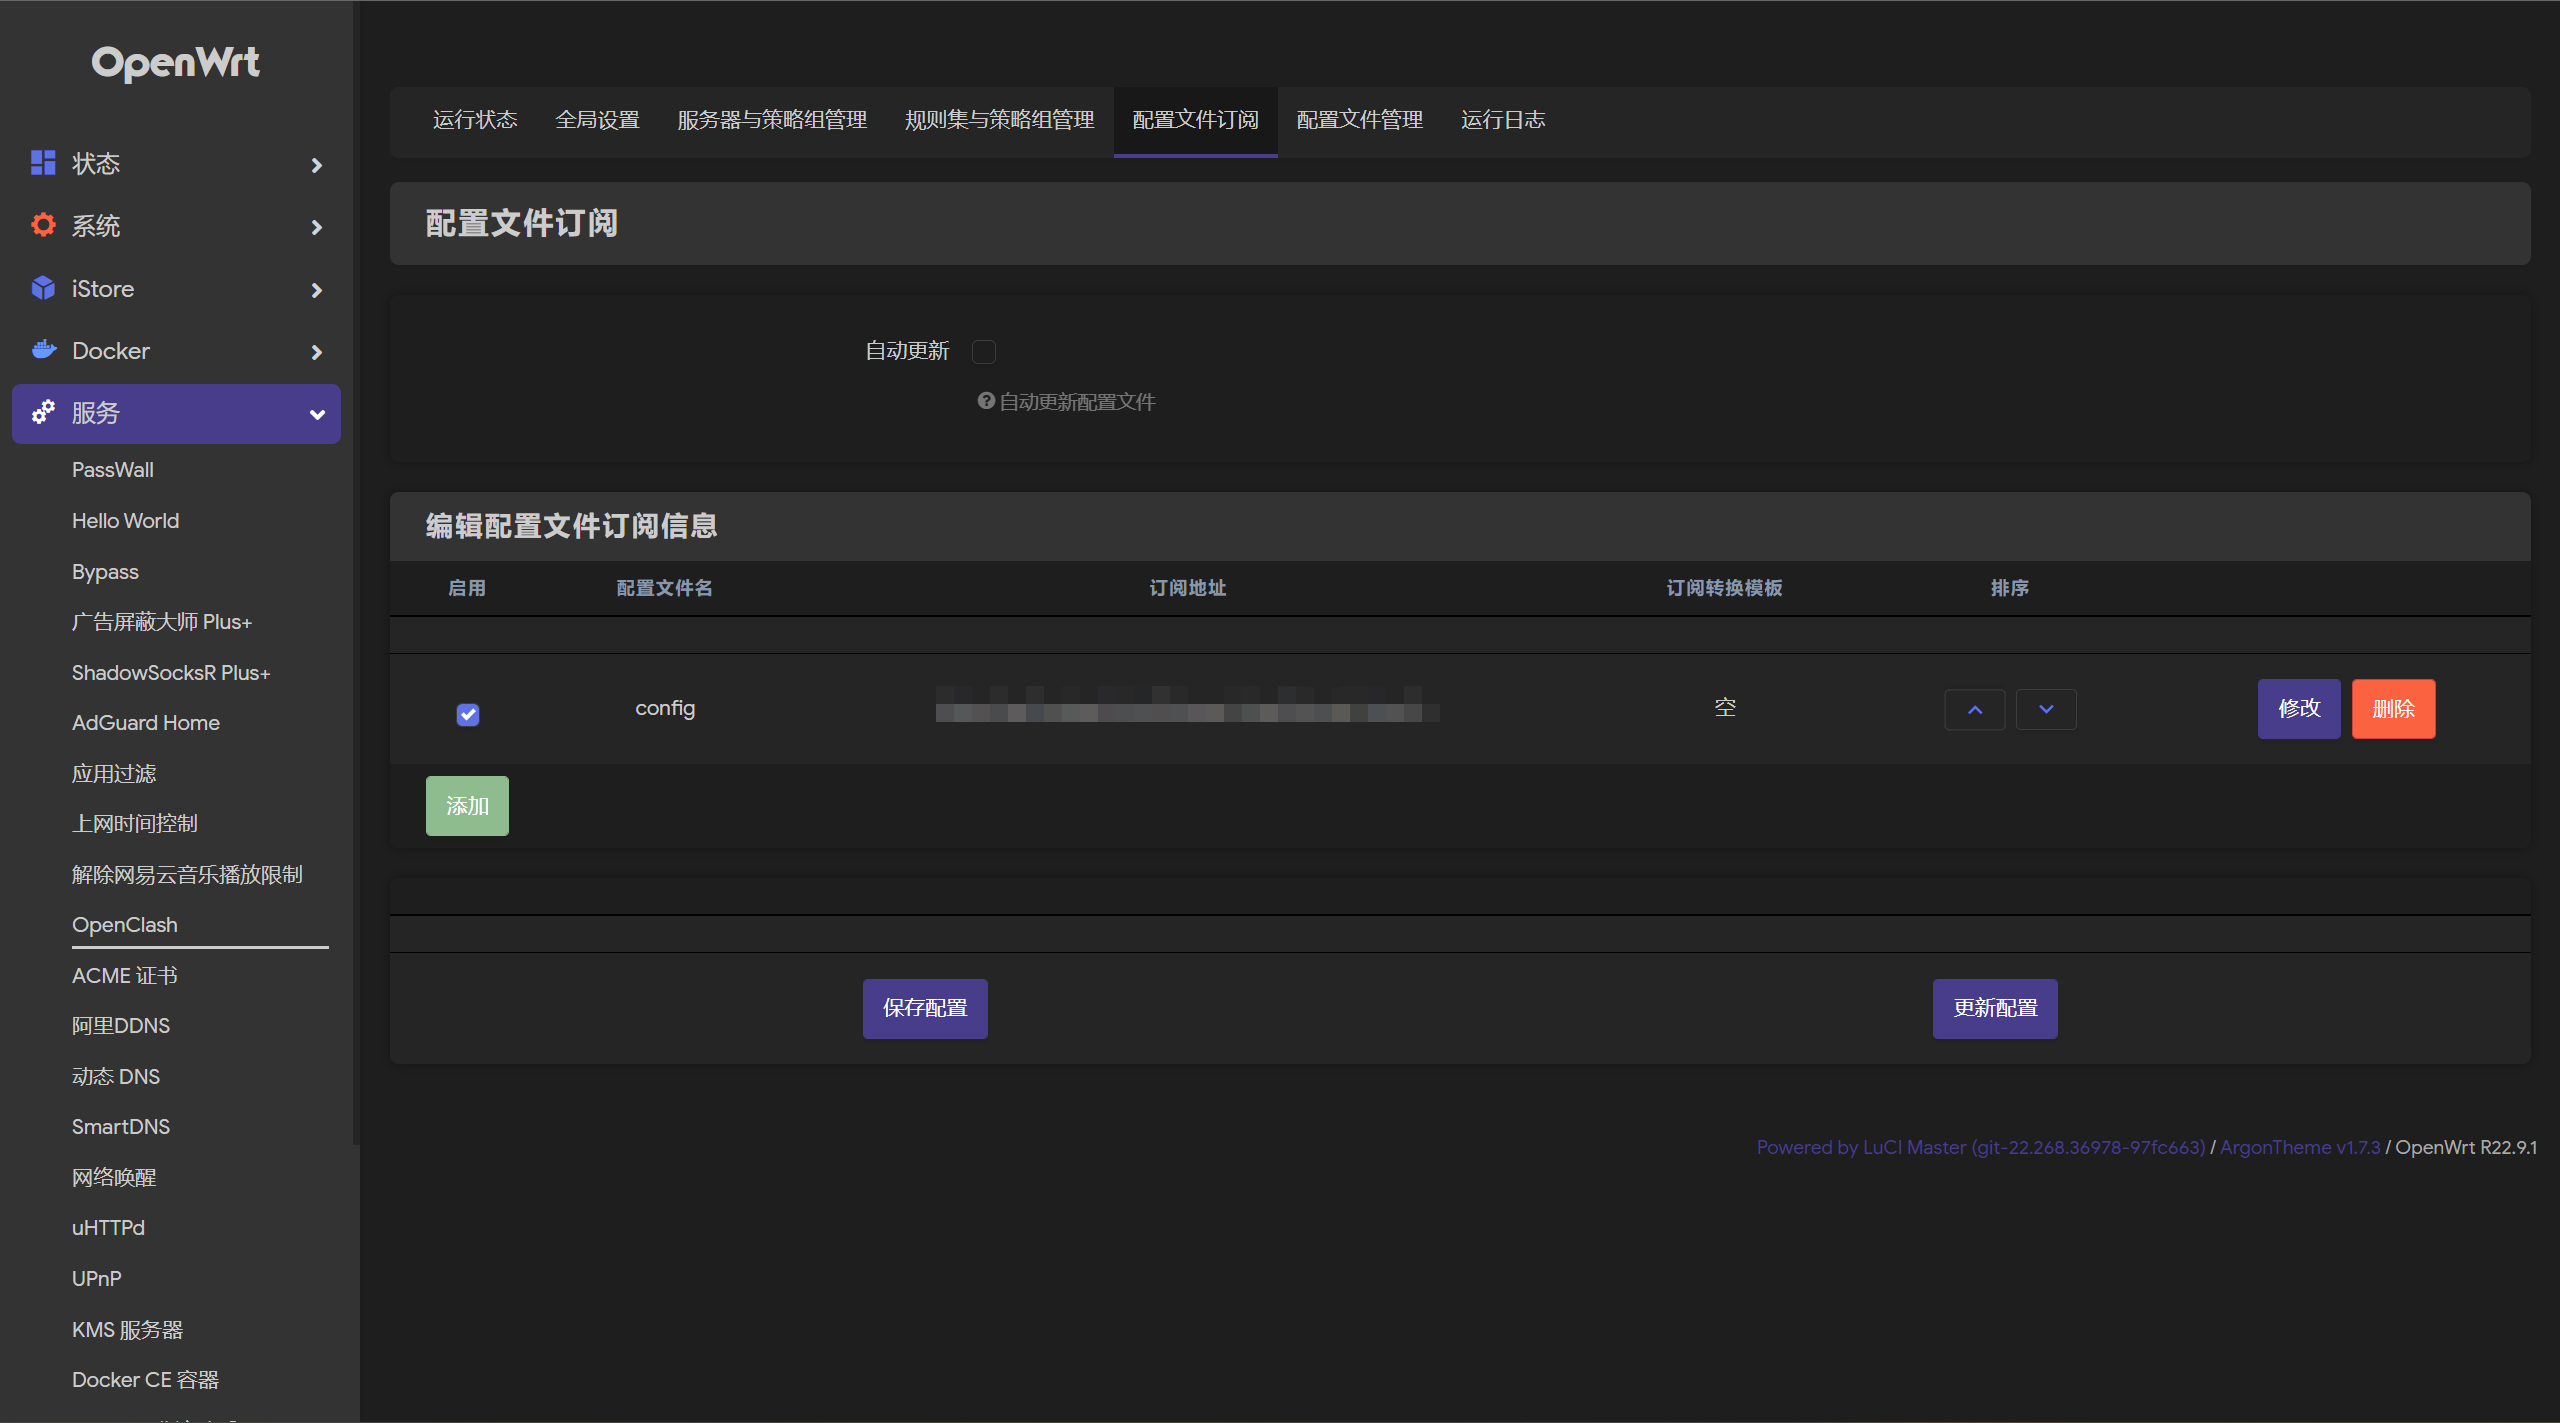 OpenWrt
状态
系统
iStore
Docker
服务
PassWall
Hello World
Bypass
广告屏蔽大师 Plus+
ShadowSocksR Plus+
AdGuard Home
应用过滤
上网时间控制
解除网易云音乐播放限制
OpenClash
ACME 证书
阿里DDNS
动态 DNS
SmartDNS
网络唤醒
uHTTPd
UPnP
KMS 服务器
Docker CE 容器
运行状态 全局设置 服务器与策略组管理 规则集与策略组管理 配置文件订阅 配置文件管理 运行日志
配置文件订阅
自动更新
自动更新配置文件
编辑配置文件订阅信息
启用 配置文件名 订阅地址 订阅转换模板 排序
config 空 修改 删除
添加
保存配置 更新配置
Powered by LuCI Master (git-22.268.36978-97fc663) / ArgonTheme v1.7.3 / OpenWrt R22.9.1